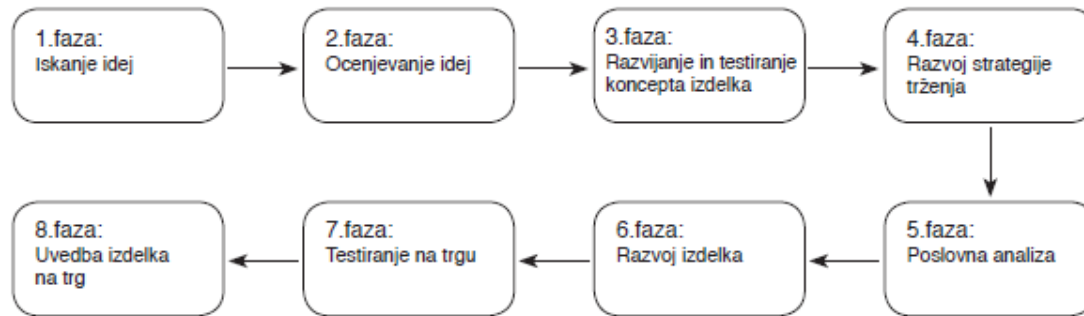 1.faza:
Iskanje idej
2.faza:
Ocenjevanje idej
3.faza:
Razvijanje in testiranje
koncepta izdelka
4.faza:
Razvoj strategije
trženja
5.faza:
Poslovna analiza
6.faza:
Razvoj izdelka
7.faza:
Testiranje na trgu
8.faza:
Uvedba izdelka
na trg